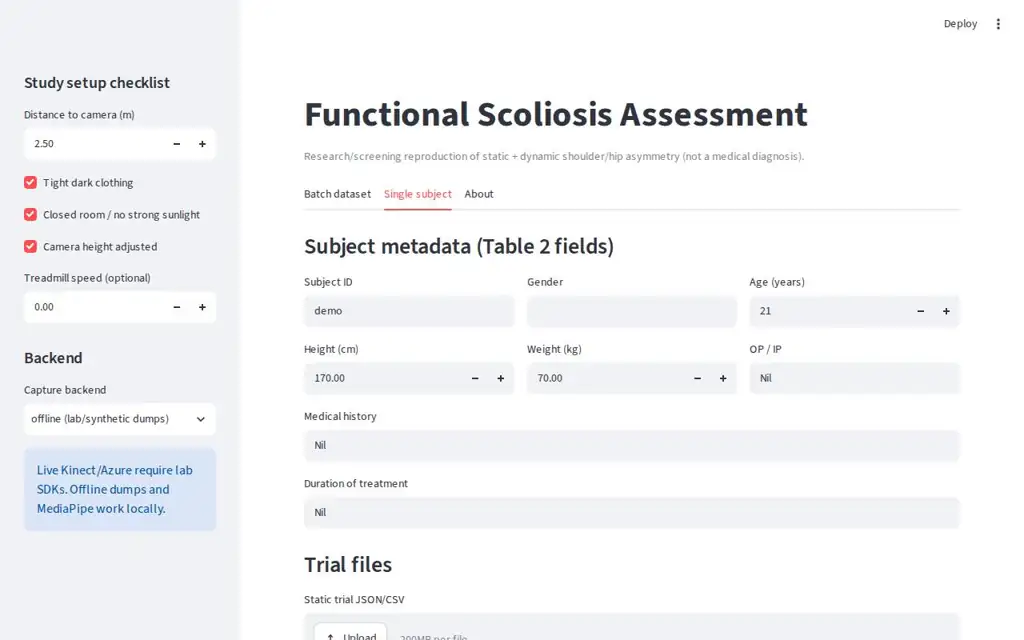 Deploy
Study setup checklist
Distance to camera (m)
2.50
Tight dark clothing
Closed room / no strong sunlight
Camera height adjusted
Treadmill speed (optional)
0.00
Backend
Capture backend
offline (lab/synthetic dumps)
Live Kinect/Azure require lab
SDKs. Offline dumps and
MediaPipe work locally.
Functional Scoliosis Assessment
Research/screening reproduction of static + dynamic shoulder/hip asymmetry (not a medical diagnosis).
Batch dataset Single subject About
Subject metadata (Table 2 fields)
Subject ID Gender Age (years)
demo 21
Height (cm) Weight (kg) OP / IP
170.00 70.00 Nil
Medical history
Nil
Duration of treatment
Nil
Trial files
Static trial JSON/CSV
Upload 200MB per file